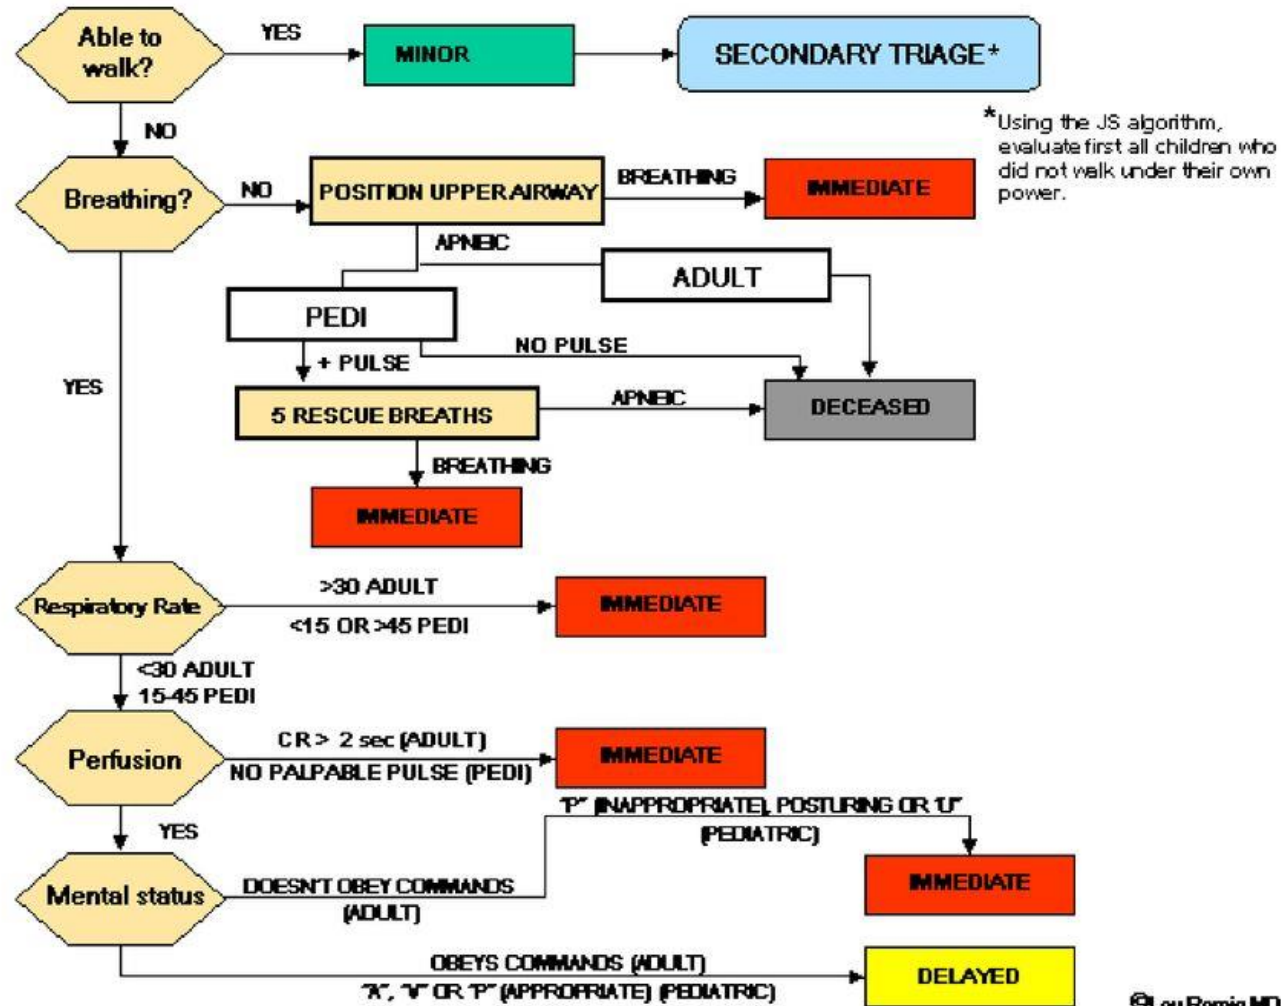 Able to
walk?
YES
MINOR
SECONDARY TRIAGE*
NO
*Using the JS algorithm,
evaluate first all children who
did not walk under their own
power.
Breathing?
NO
POSITION UPPER AIRWAY
BREATHING
IMMEDIATE
APNEIC
ADULT
PEDI
+ PULSE
NO PULSE
YES
5 RESCUE BREATHS
APNEIC
DECEASED
BREATHING
IMMEDIATE
Respiratory Rate
>30 ADULT
<15 OR >45 PEDI
IMMEDIATE
<30 ADULT
15-45 PEDI
Perfusion
CR > 2 sec (ADULT)
NO PALPABLE PULSE (PEDI)
IMMEDIATE
YES
"P" (INAPPROPRIATE), POSTURING OR "U"
(PEDIATRIC)
Mental status
DOESN'T OBEY COMMANDS
(ADULT)
IMMEDIATE
OBEYS COMMANDS (ADULT)
"A", "V" OR "P" (APPROPRIATE) (PEDIATRIC)
DELAYED
©Lou Romig MD